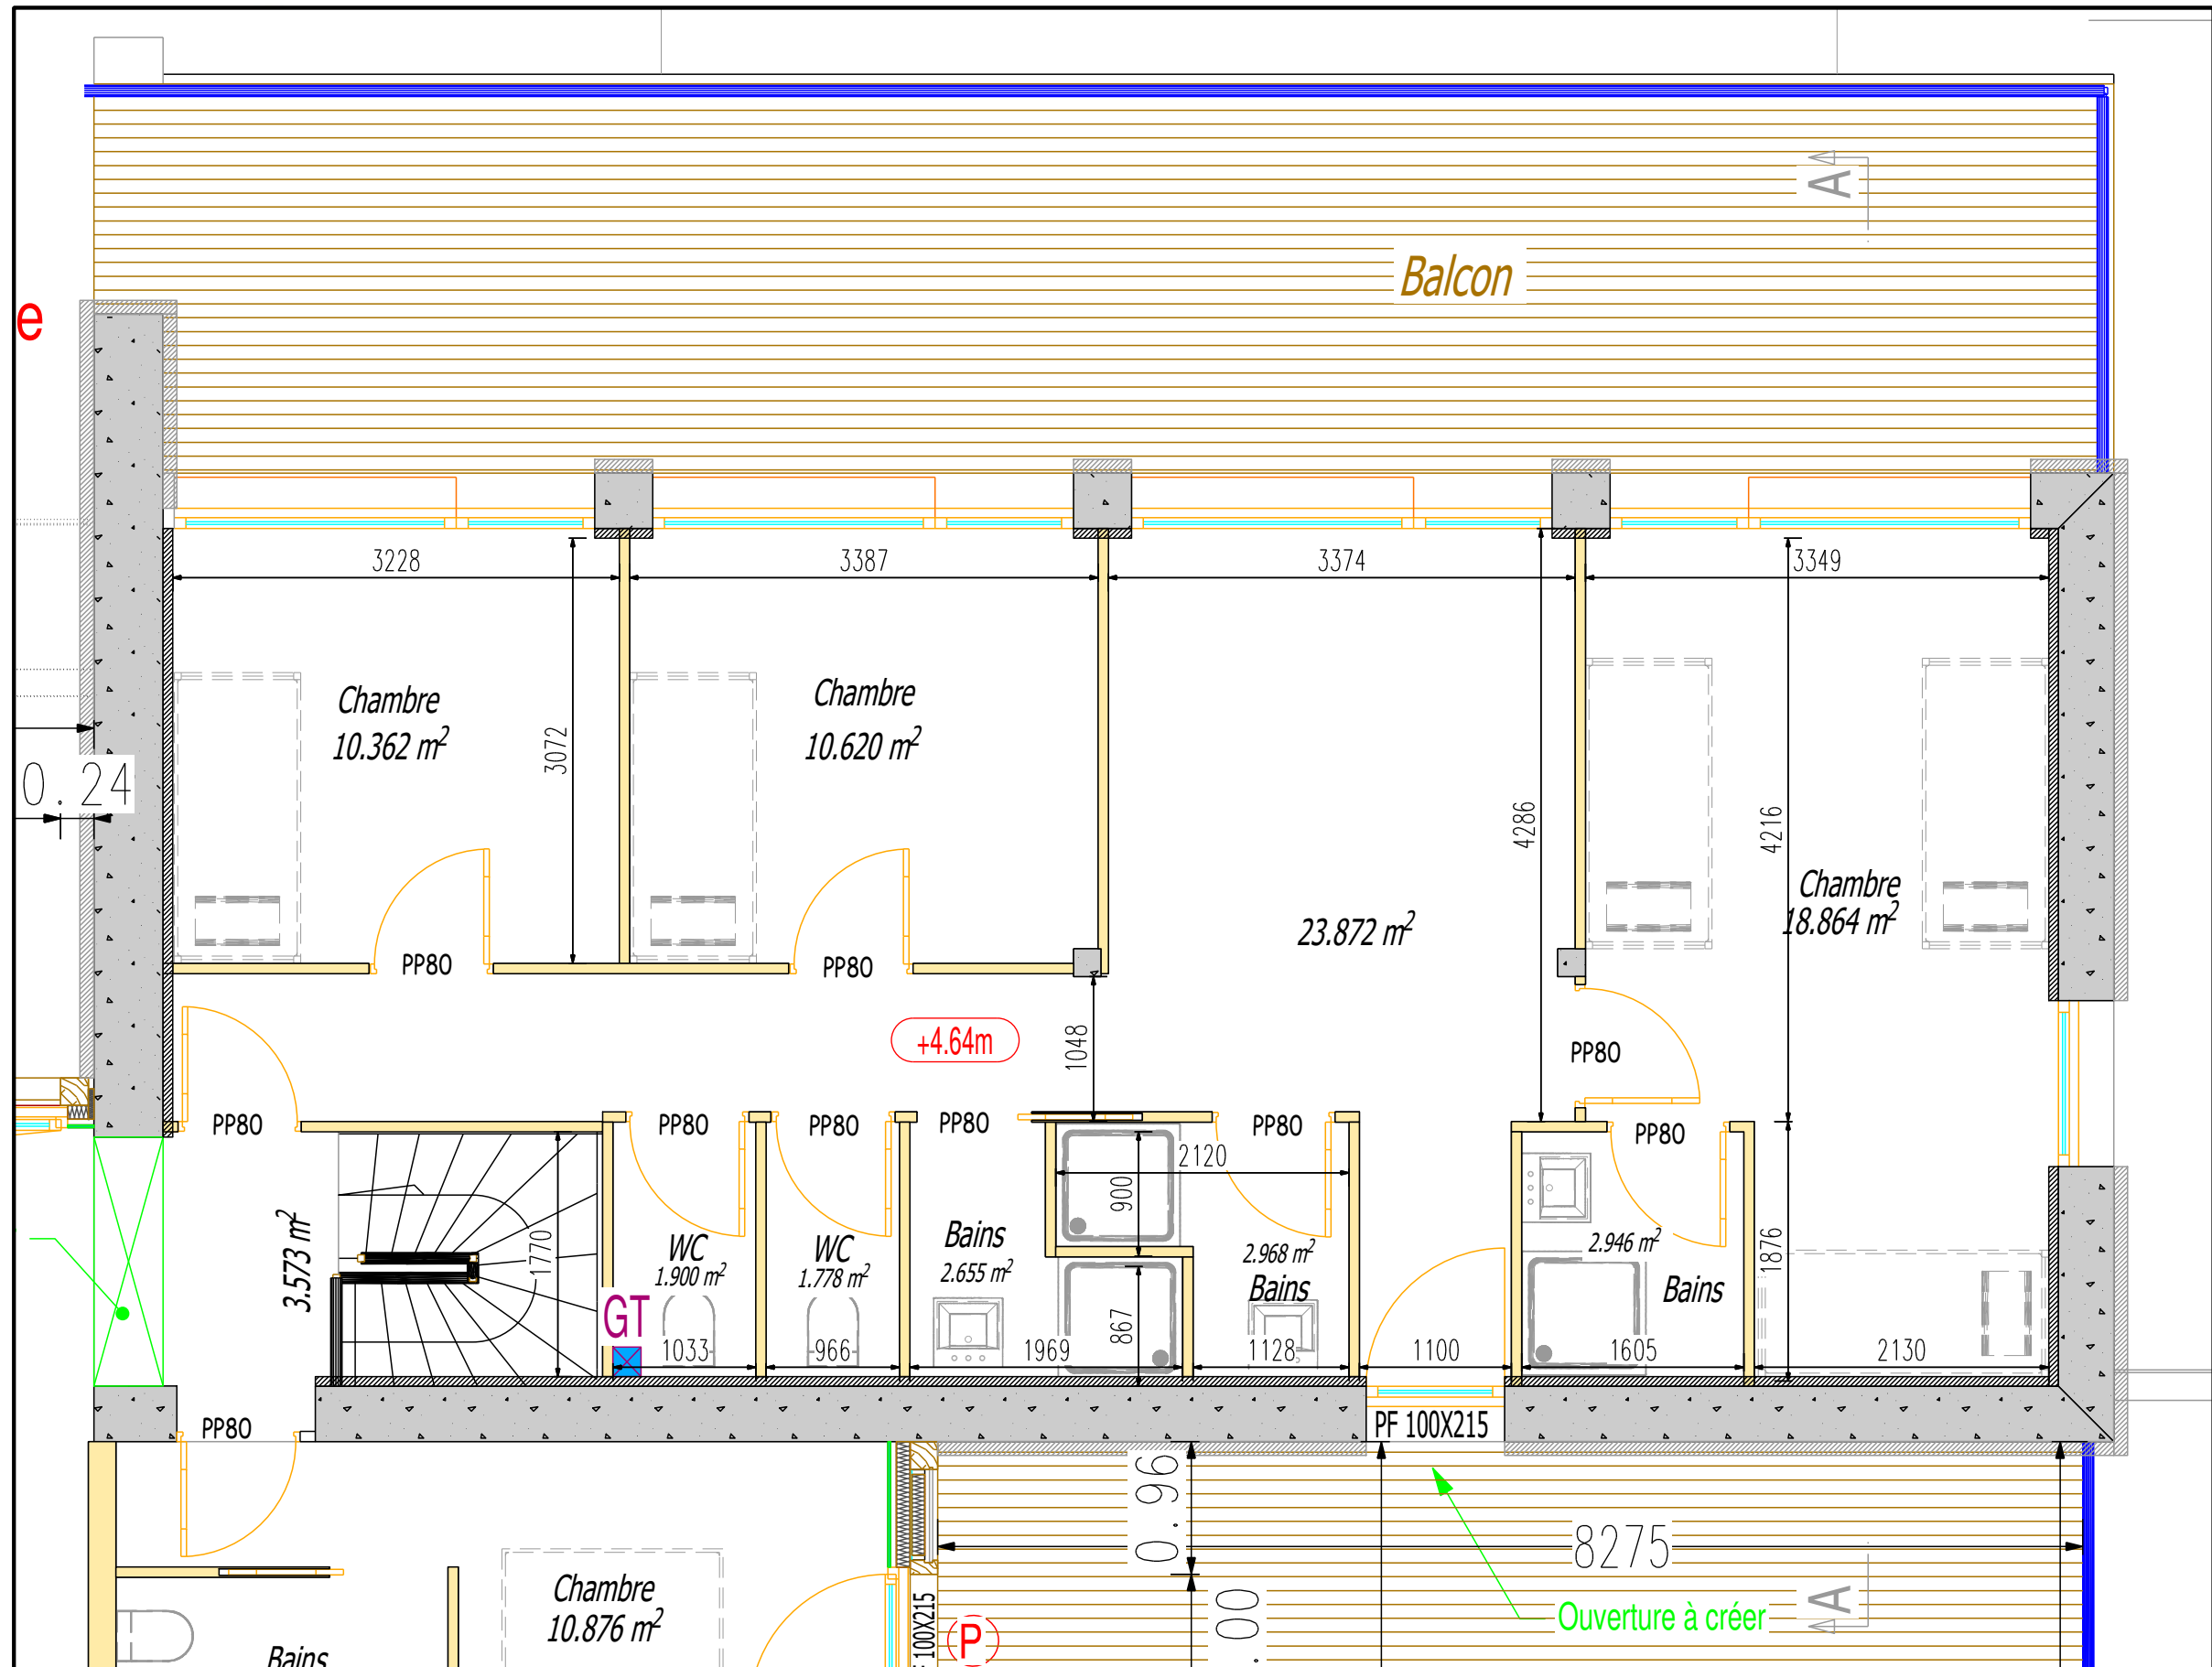 A
Balcon
e
3228
3387
3374
3349
Chambre
10.362 m²
3072
Chambre
10.620 m²
0.24
4286
4216
Chambre
18.864 m²
23.872 m²
PP80
PP80
+4.64m
1048
PP80
PP80
PP80
PP80
PP80
PP80
PP80
2120
900
3.573 m²
1770
WC
1.900 m²
WC
1.778 m²
Bains
2.655 m²
2.968 m²
Bains
2.946 m²
Bains
1876
GT
867
1033
966
1969
1128
1100
1605
2130
PP80
PF 100X215
0.96
8275
Chambre
10.876 m²
100X215
P
.00
Ouverture à créer
A
Bains